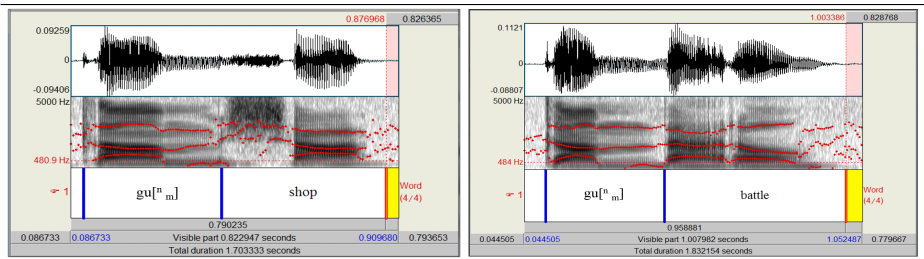 0.876968 0.826365
0.09259
0
-0.09406
5000 Hz
480.9 Hz
1 gu[ⁿₘ] shop Word
(4/4)
0.790235
0.086733 0.086733 Visible part 0.822947 seconds 0.909680 0.793653
Total duration 1.703333 seconds
1.003386 0.828768
0.1121
0
-0.08807
5000 Hz
484 Hz
1 gu[ⁿₘ] battle Word
(4/4)
0.958881
0.044505 0.044505 Visible part 1.007982 seconds 1.052487 0.779667
Total duration 1.832154 seconds